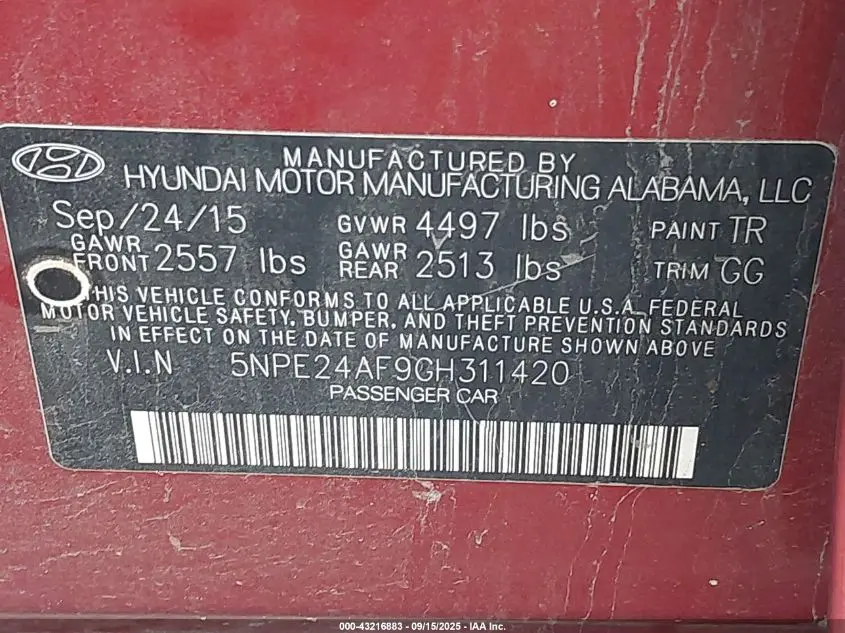 MANUFACTURED BY
HYUNDAI MOTOR MANUFACTURING ALABAMA, LLC
Sep/24/15 GVWR 4497 lbs PAINT TR
GAWR FRONT 2557 lbs GAWR REAR 2513 lbs TRIM GG
THIS VEHICLE CONFORMS TO ALL APPLICABLE U.S.A. FEDERAL
MOTOR VEHICLE SAFETY, BUMPER, AND THEFT PREVENTION STANDARDS
IN EFFECT ON THE DATE OF MANUFACTURE SHOWN ABOVE
V.I.N 5NPE24AF9GH311420
PASSENGER CAR
000-43216883 - 09/15/2025 - IAA Inc.